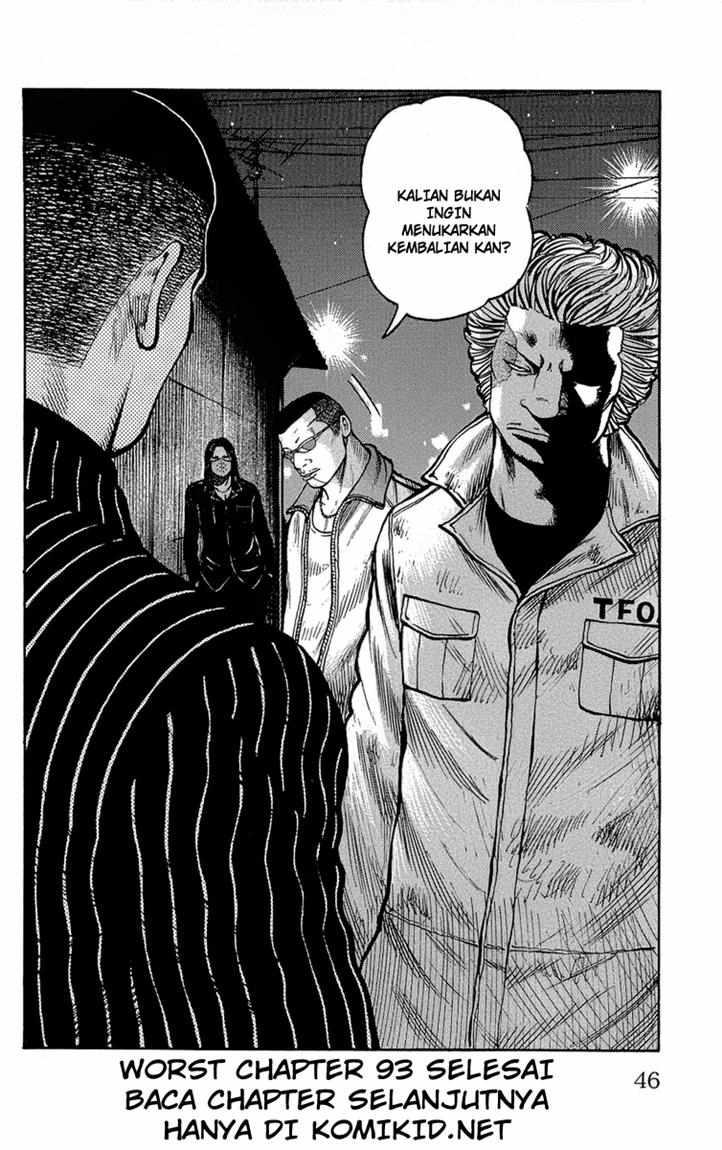 KALIAN BUKAN
INGIN
MENUKARKAN
KEMBALIAN KAN?
TFO
WORST CHAPTER 93 SELESAI
46
BACA CHAPTER SELANJUTNYA
HANYA DI KOMIKID.NET